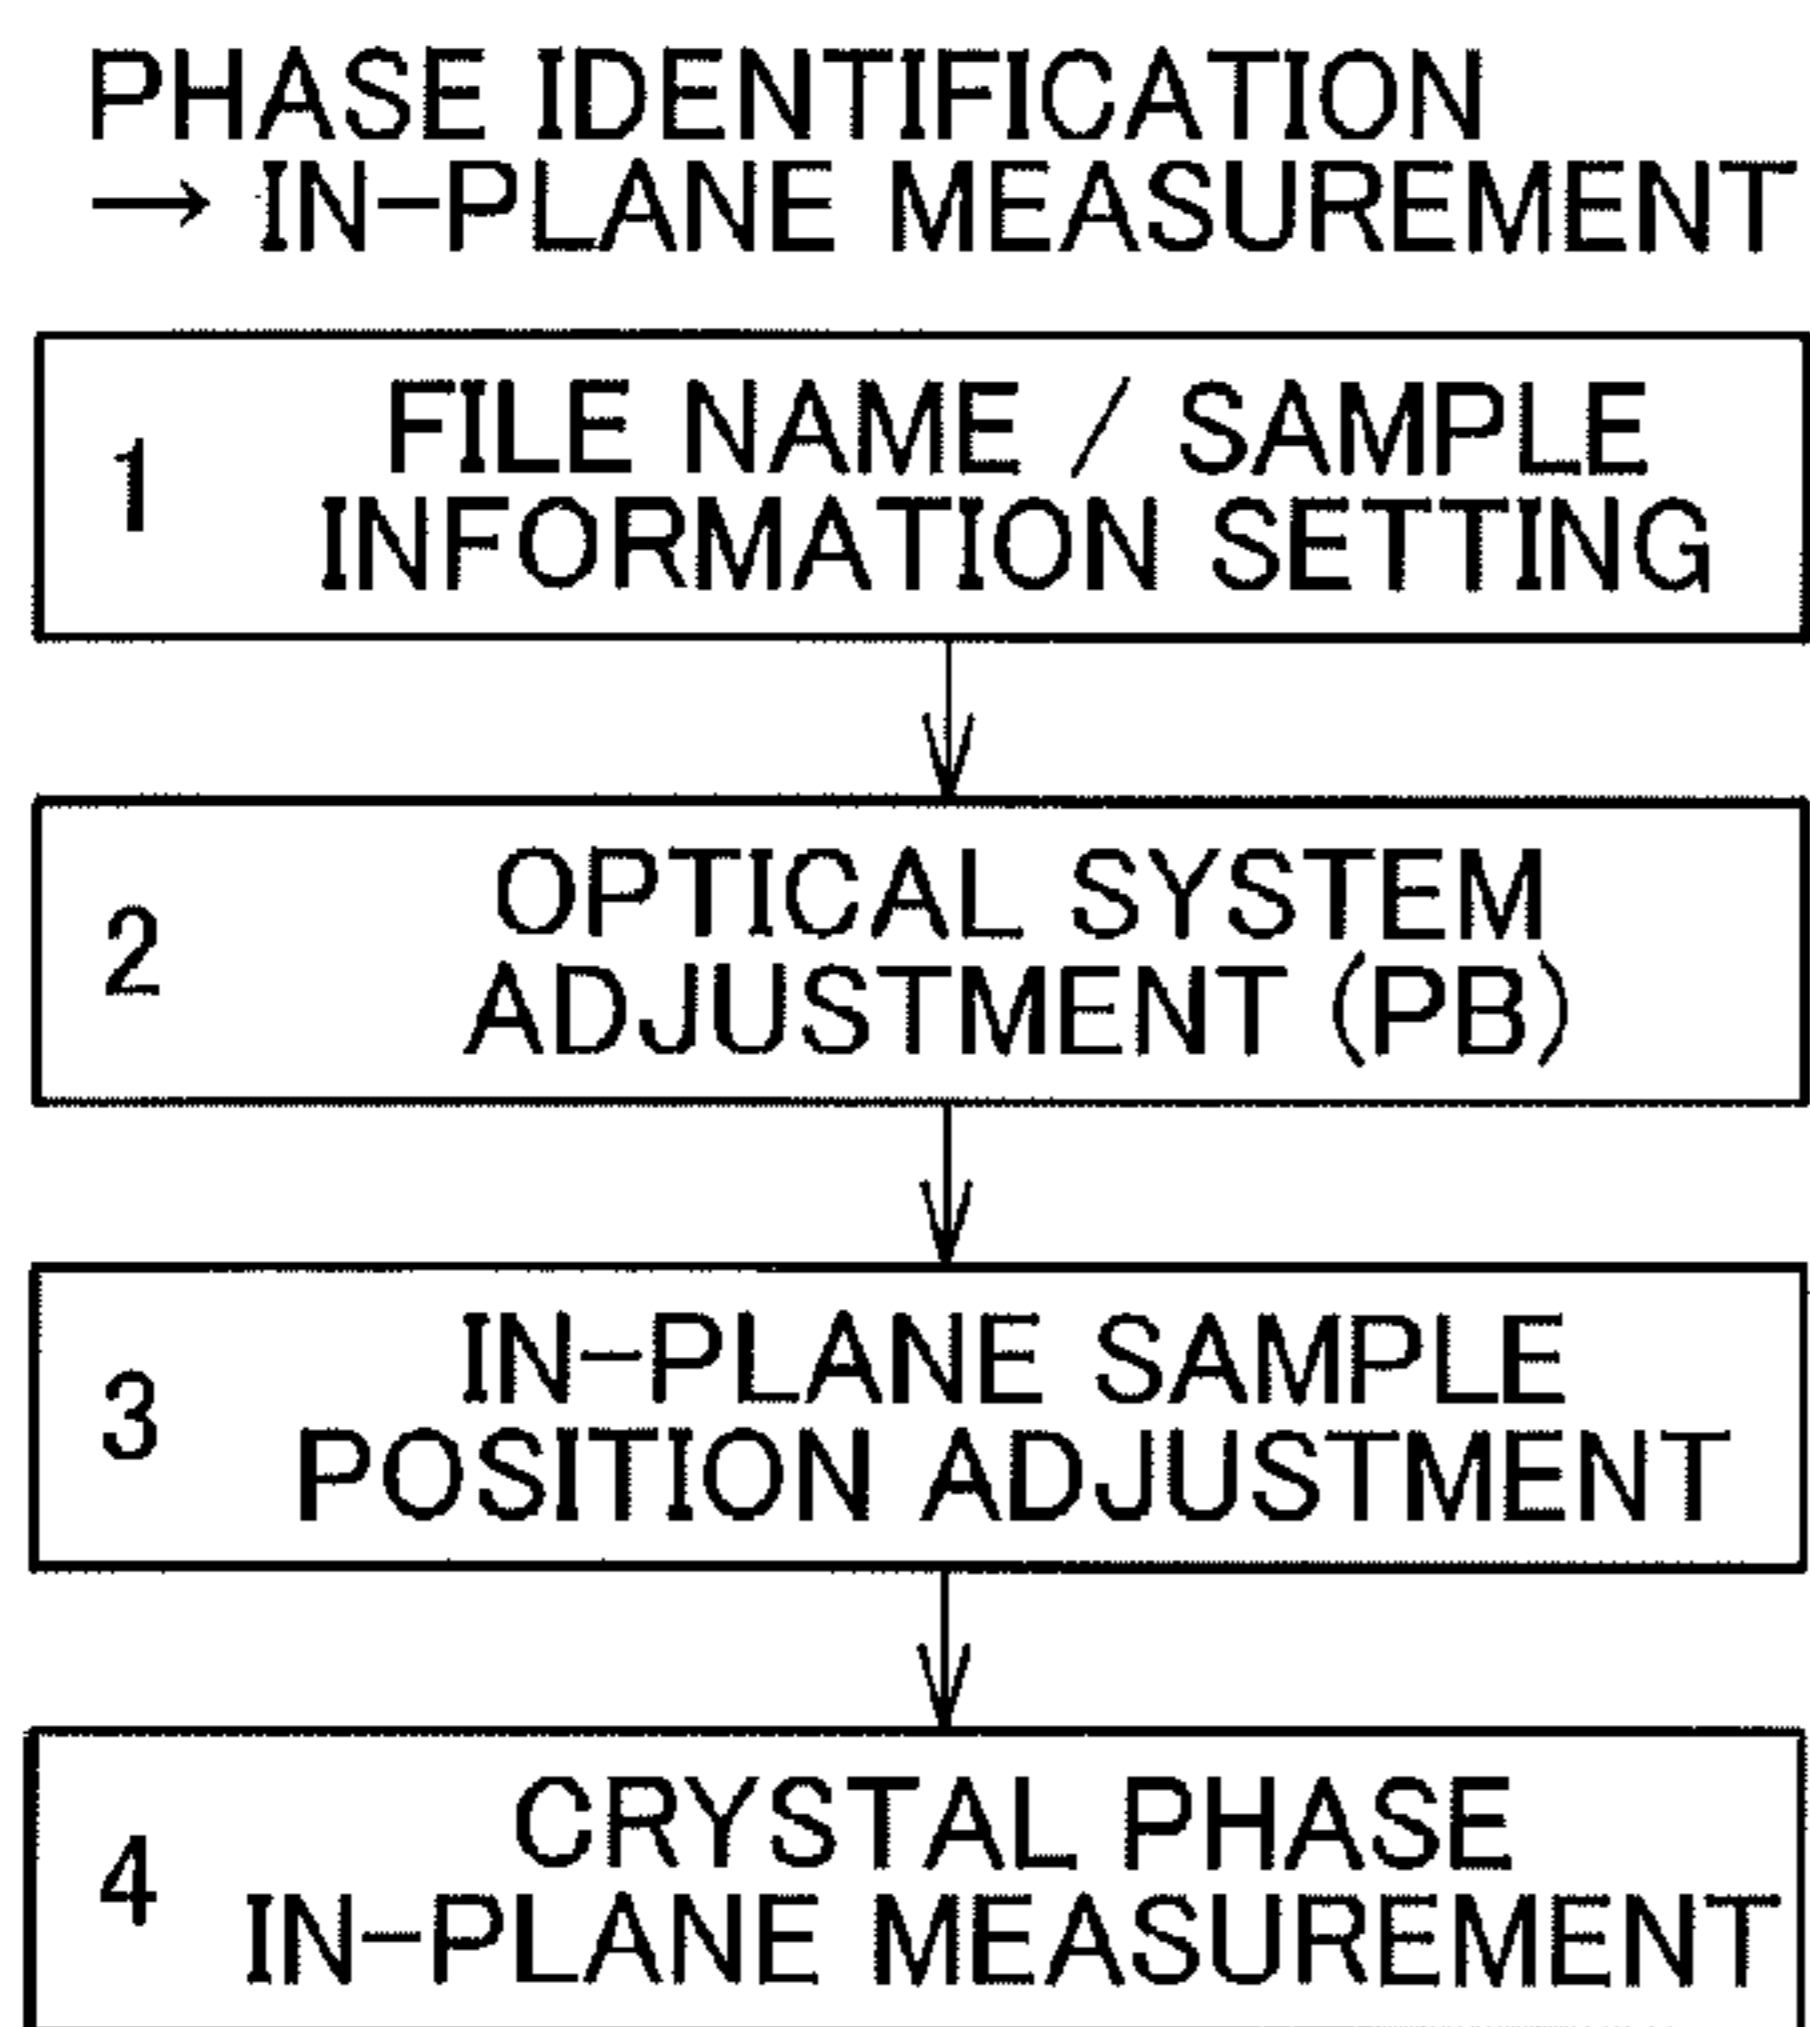 PHASE IDENTIFICATION
→ IN-PLANE MEASUREMENT
1
FILE NAME / SAMPLE
INFORMATION SETTING
2
OPTICAL SYSTEM
ADJUSTMENT (PB)
3
IN-PLANE SAMPLE
POSITION ADJUSTMENT
4
CRYSTAL PHASE
IN-PLANE MEASUREMENT